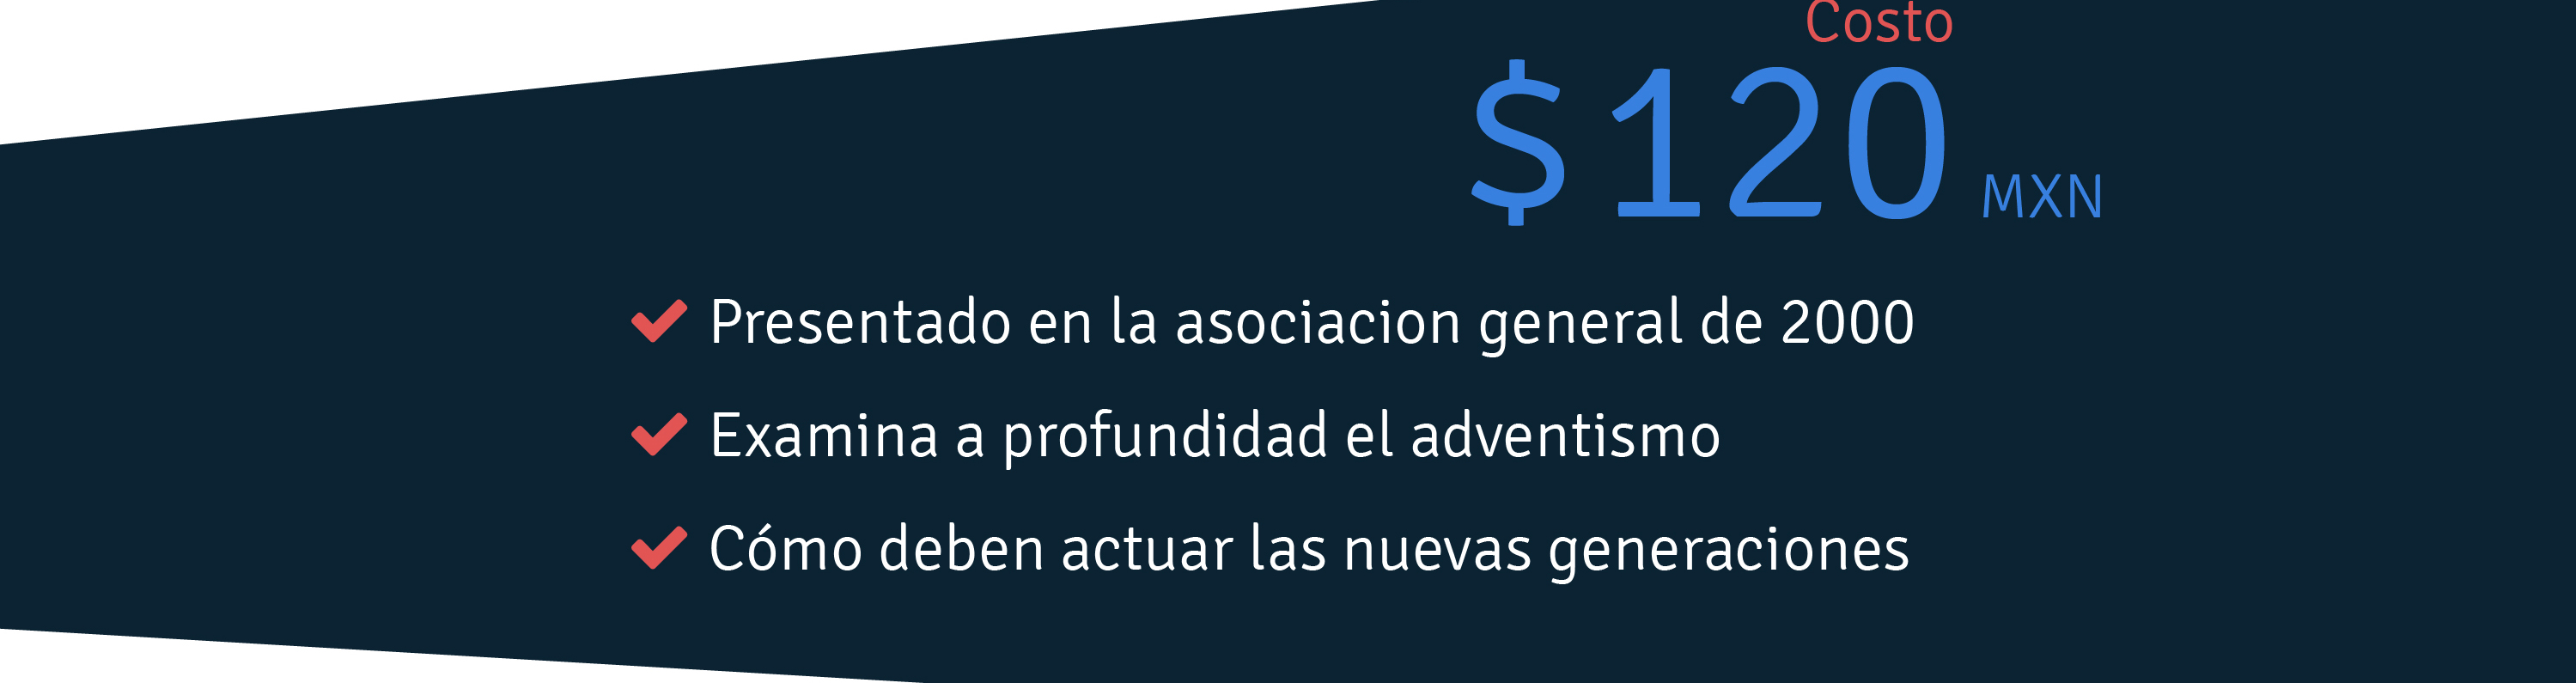 Costo
$120 MXN
Presentado en la asociacion general de 2000
Examina a profundidad el adventismo
Cómo deben actuar las nuevas generaciones